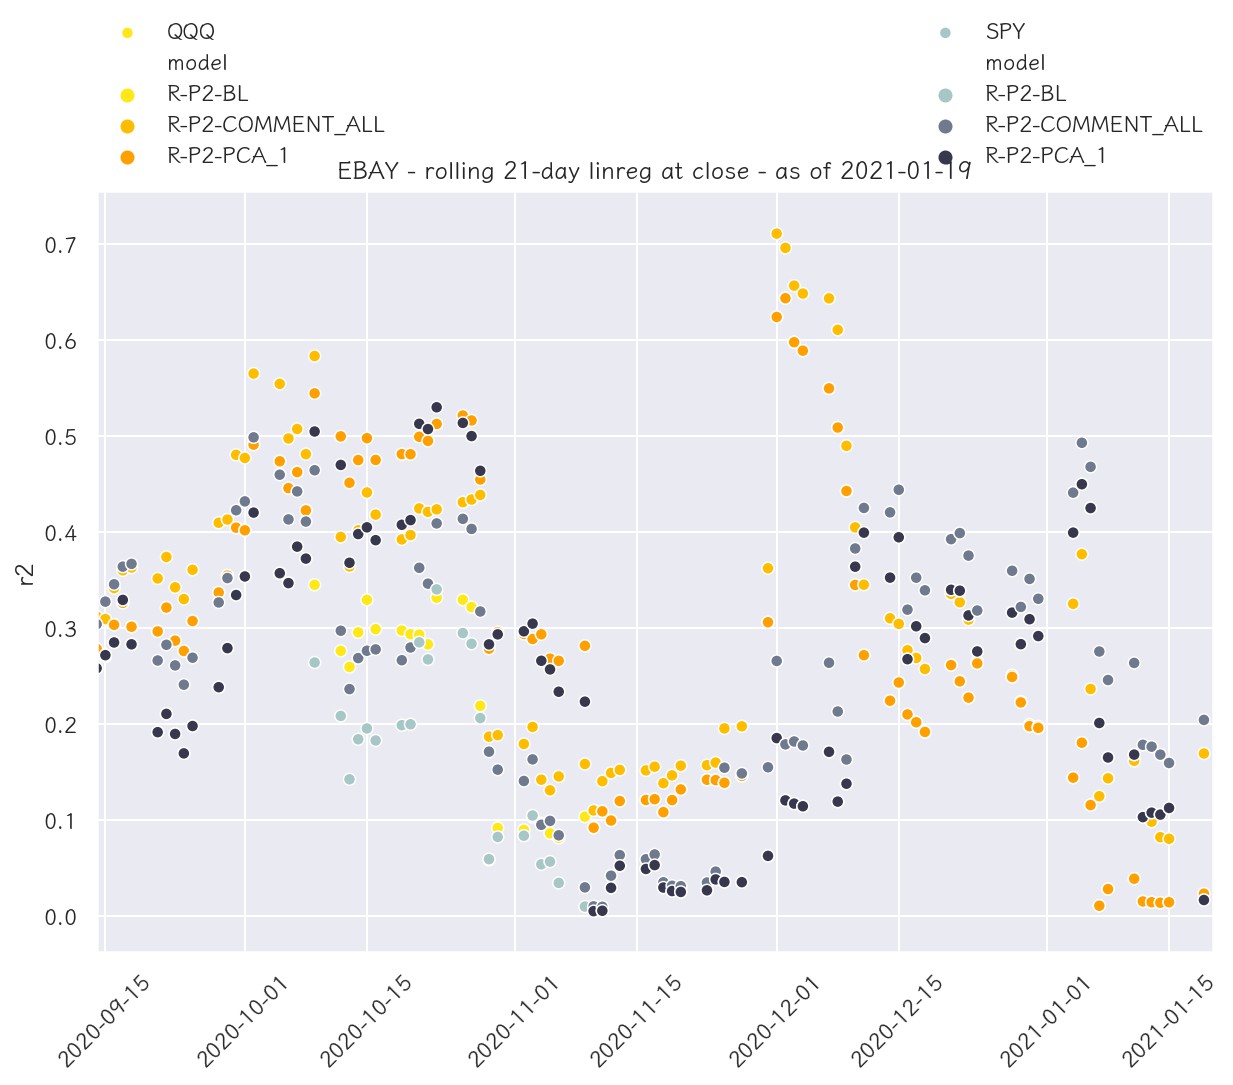 QQQ
model
R-P2-BL
R-P2-COMMENT_ALL
R-P2-PCA_1
SPY
model
R-P2-BL
R-P2-COMMENT_ALL
R-P2-PCA_1
EBAY - rolling 21-day linreg at close - as of 2021-01-19
0.7
0.6
0.5
0.4
0.3
0.2
0.1
0.0
r2
2020-09-15
2020-10-01
2020-10-15
2020-11-01
2020-11-15
2020-12-01
2020-12-15
2021-01-01
2021-01-15